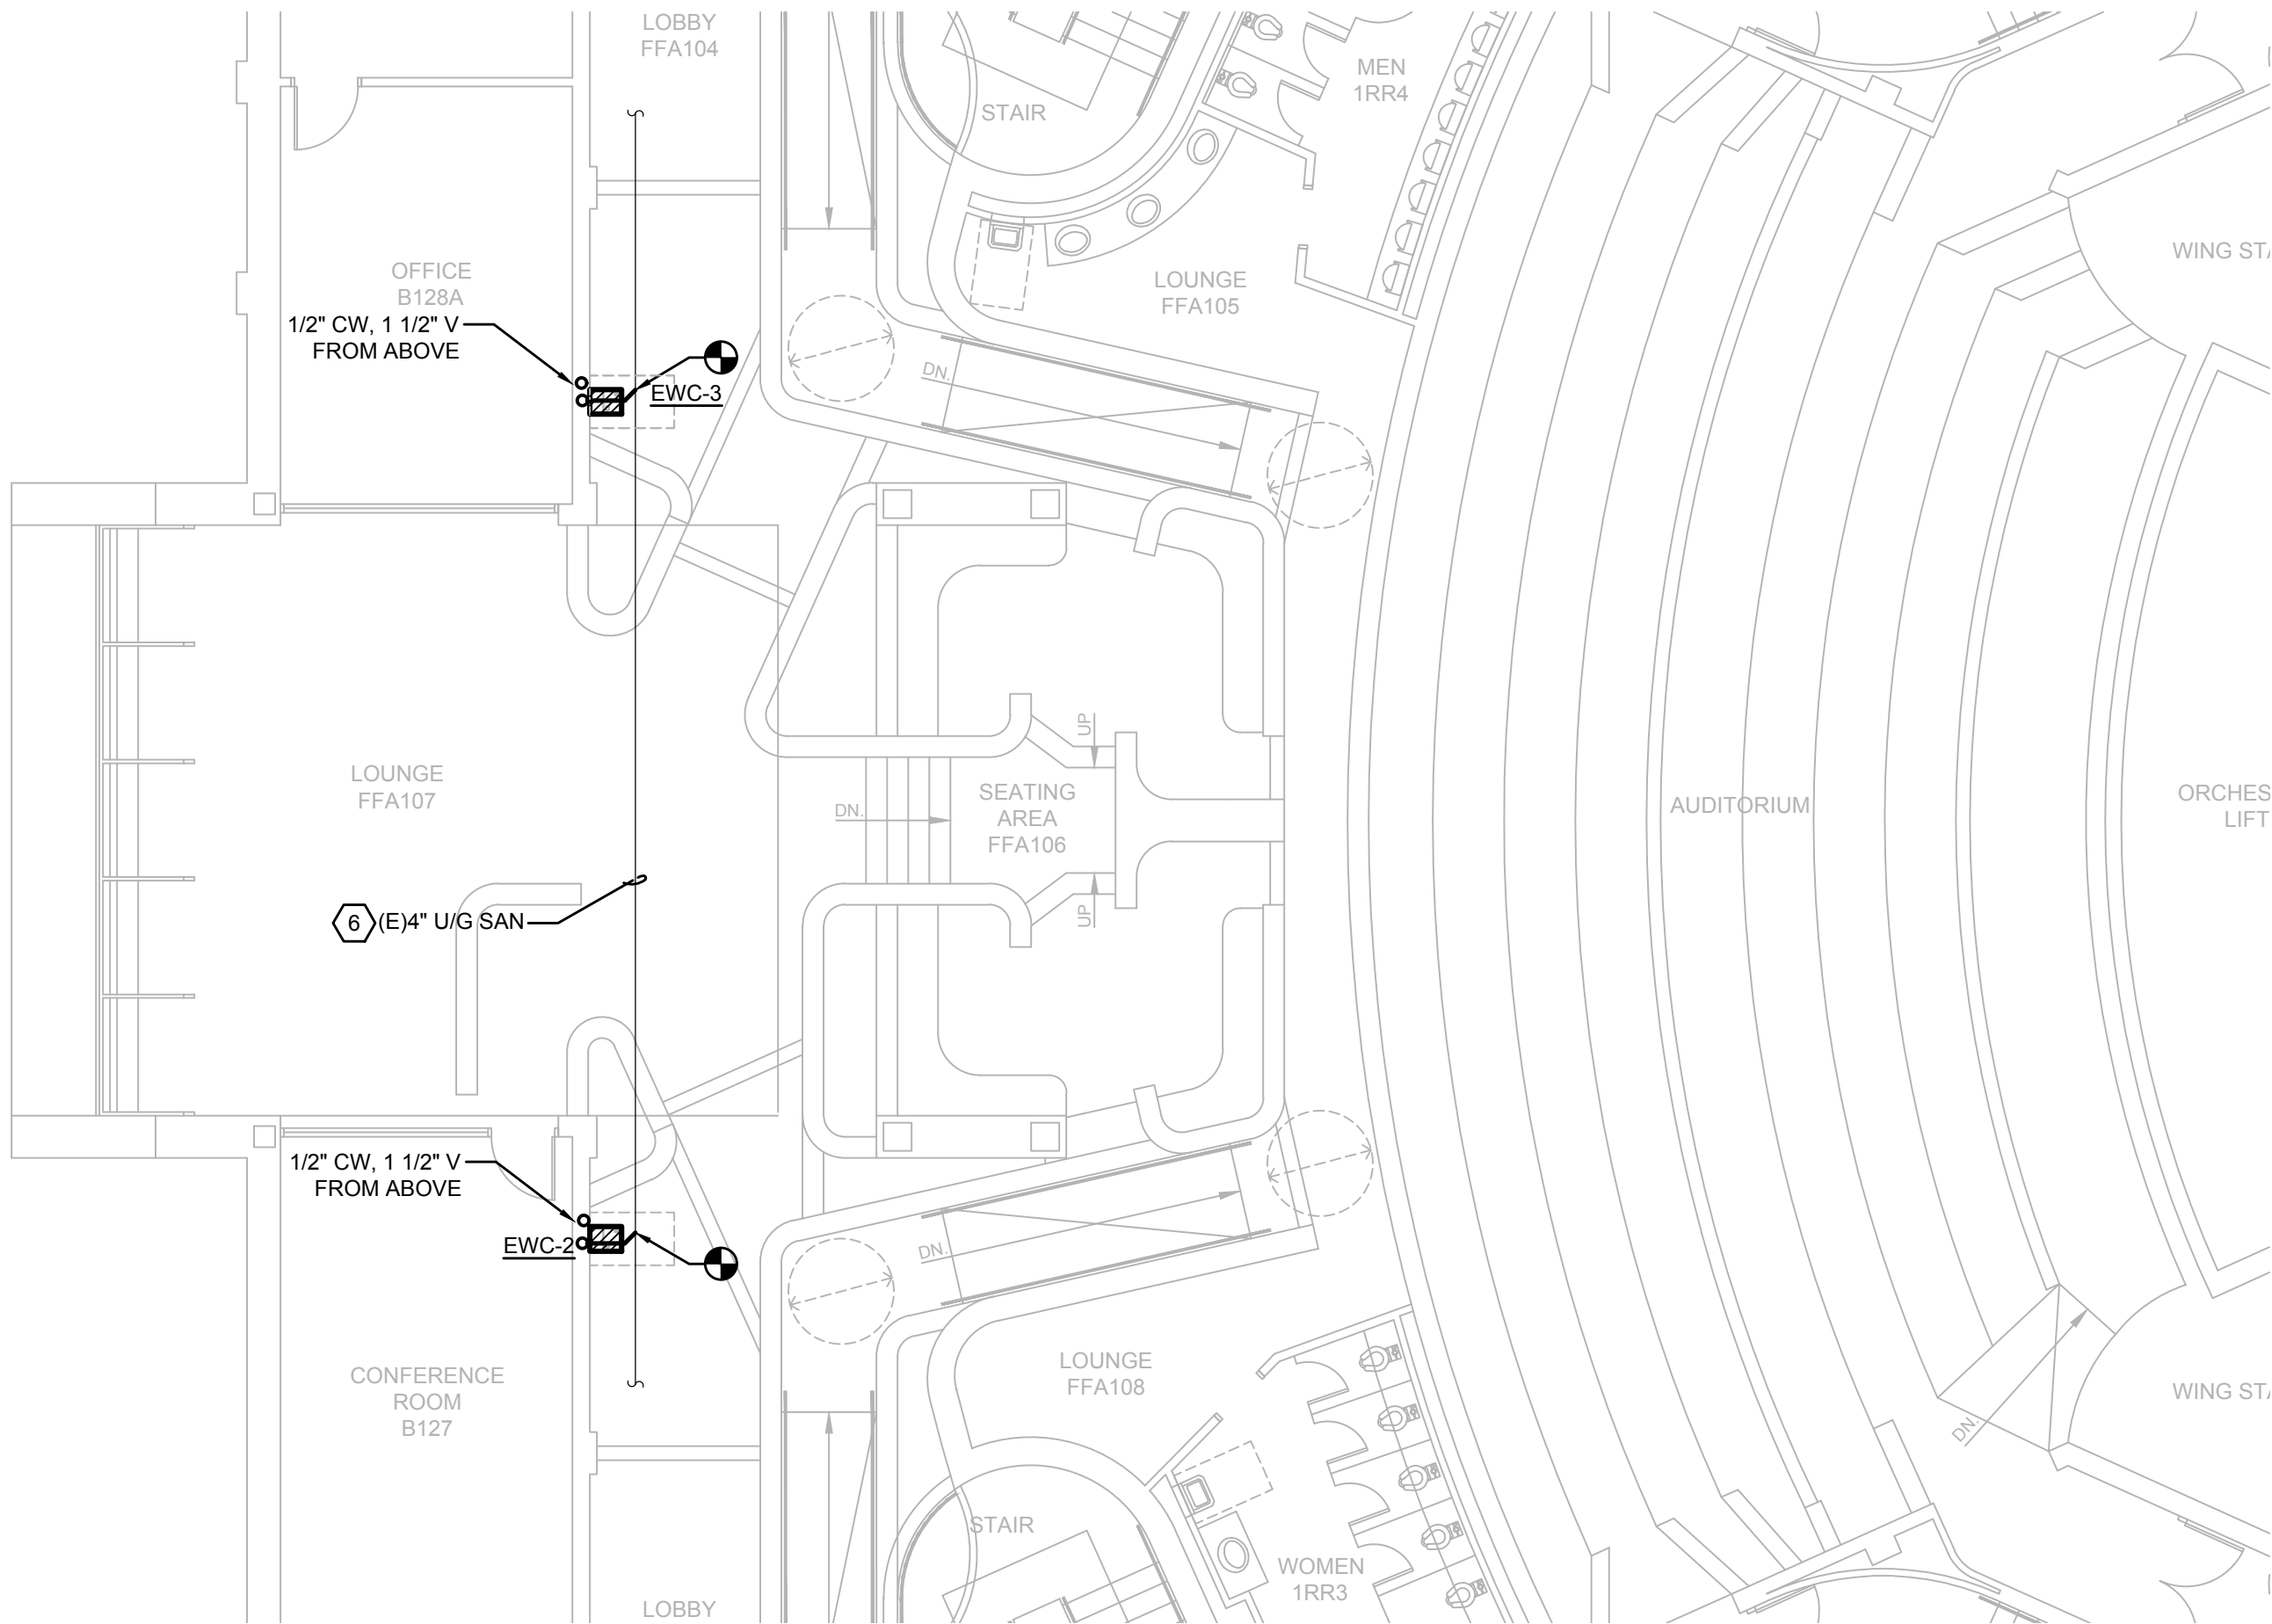 LOBBY
FFA104
MEN
1RR4
STAIR
OFFICE
B128A
1/2" CW, 1 1/2" V
FROM ABOVE
EWC-3
LOUNGE
FFA105
DN.
WING STA
LOUNGE
FFA107
UP
SEATING
AREA
FFA106
DN.
UP
AUDITORIUM
ORCHES
LIFT
6
(E)4" U/G SAN
1/2" CW, 1 1/2" V
FROM ABOVE
EWC-2
DN.
CONFERENCE
ROOM
B127
LOUNGE
FFA108
WING STA
DN.
STAIR
WOMEN
1RR3
LOBBY